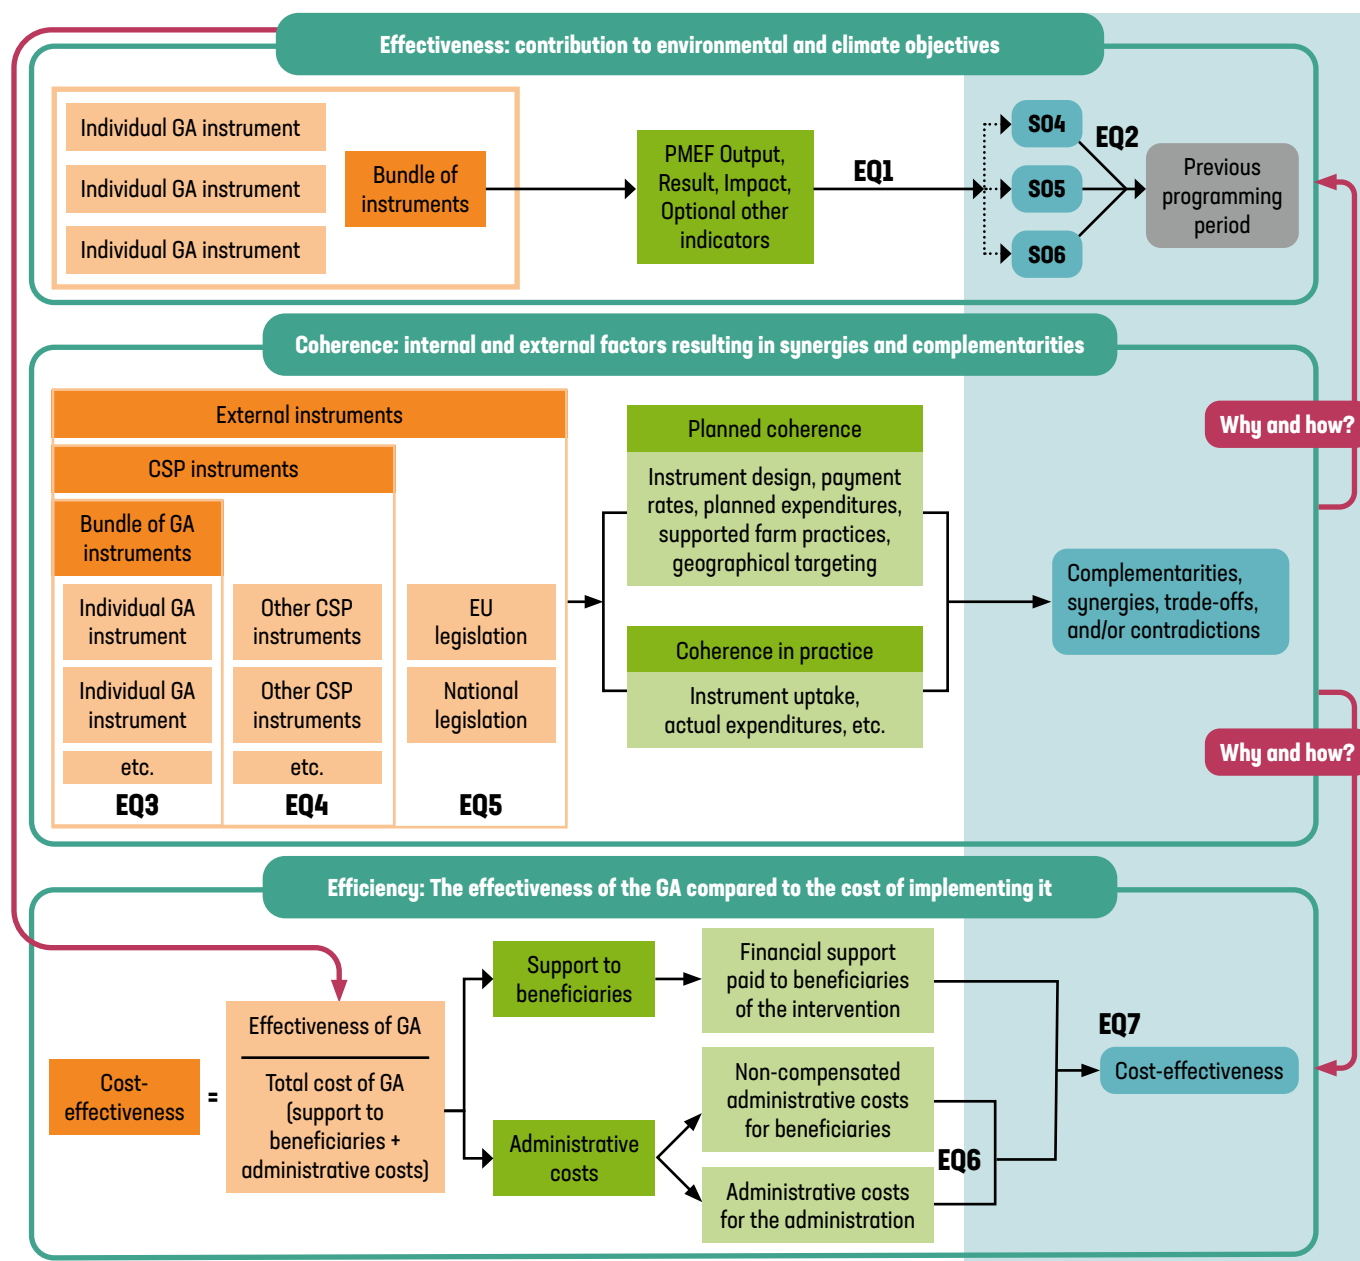 Effectiveness: contribution to environmental and climate objectives
Individual GA instrument
Individual GA instrument
Individual GA instrument
Bundle of
instruments
PMEF Output,
Result, Impact,
Optional other
indicators
EQ1
SO4
SO5
SO6
EQ2
Previous
programming
period
Coherence: internal and external factors resulting in synergies and complementarities
External instruments
CSP instruments
Bundle of GA
instruments
Individual GA
instrument
Individual GA
instrument
etc.
EQ3
Other CSP
instruments
Other CSP
instruments
etc.
EQ4
EU
legislation
National
legislation
EQ5
Planned coherence
Instrument design, payment
rates, planned expenditures,
supported farm practices,
geographical targeting
Coherence in practice
Instrument uptake,
actual expenditures, etc.
Complementarities,
synergies, trade-offs,
and/or contradictions
Why and how?
Why and how?
Efficiency: The effectiveness of the GA compared to the cost of implementing it
Cost-
effectiveness
=
Effectiveness of GA
Total cost of GA
(support to
beneficiaries +
administrative costs)
Support to
beneficiaries
Administrative
costs
Financial support
paid to beneficiaries
of the intervention
Non-compensated
administrative costs
for beneficiaries
Administrative costs
for the administration
EQ6
EQ7
Cost-effectiveness